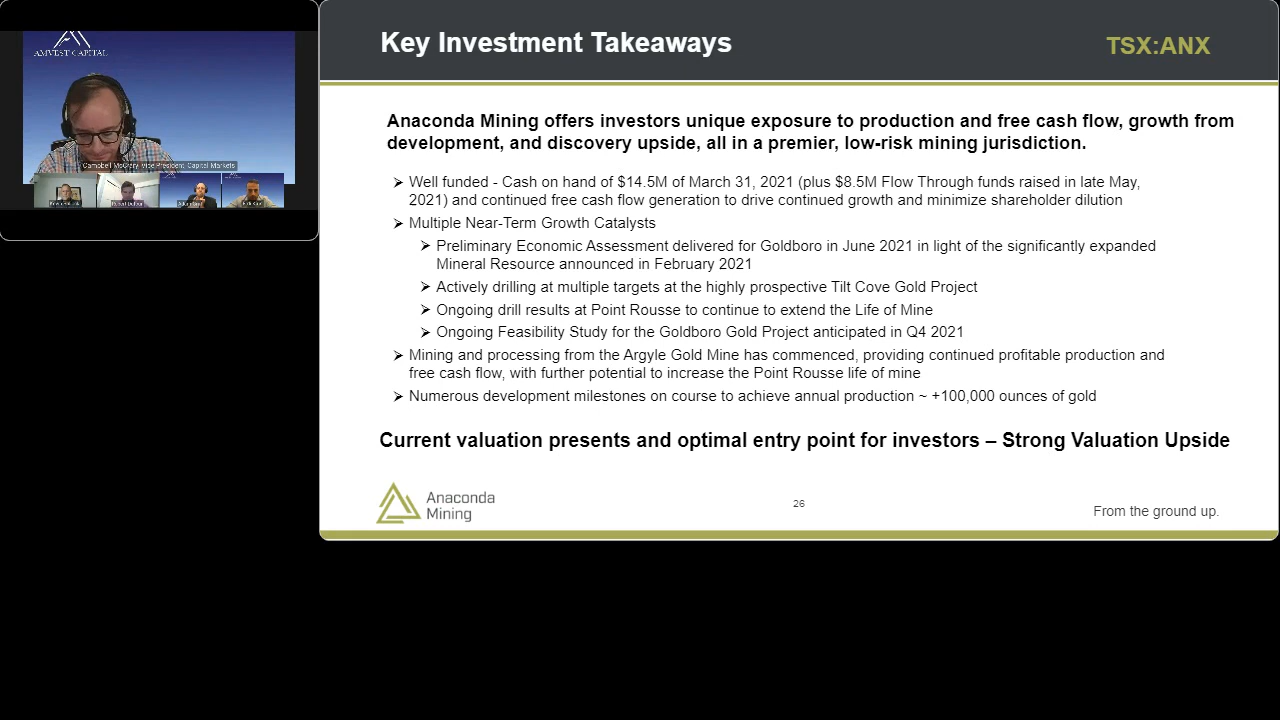 AMVEST CAPITAL
Campbell McCrary, Vice President, Capital Markets
Key Investment Takeaways
TSX:ANX
Anaconda Mining offers investors unique exposure to production and free cash flow, growth from
development, and discovery upside, all in a premier, low-risk mining jurisdiction.
➢ Well funded - Cash on hand of $14.5M of March 31, 2021 (plus $8.5M Flow Through funds raised in late May,
2021) and continued free cash flow generation to drive continued growth and minimize shareholder dilution
➢ Multiple Near-Term Growth Catalysts
➢ Preliminary Economic Assessment delivered for Goldboro in June 2021 in light of the significantly expanded
Mineral Resource announced in February 2021
➢ Actively drilling at multiple targets at the highly prospective Tilt Cove Gold Project
➢ Ongoing drill results at Point Rousse to continue to extend the Life of Mine
➢ Ongoing Feasibility Study for the Goldboro Gold Project anticipated in Q4 2021
➢ Mining and processing from the Argyle Gold Mine has commenced, providing continued profitable production and
free cash flow, with further potential to increase the Point Rousse life of mine
➢ Numerous development milestones on course to achieve annual production ~ +100,000 ounces of gold
Current valuation presents and optimal entry point for investors – Strong Valuation Upside
Anaconda
Mining
26
From the ground up.